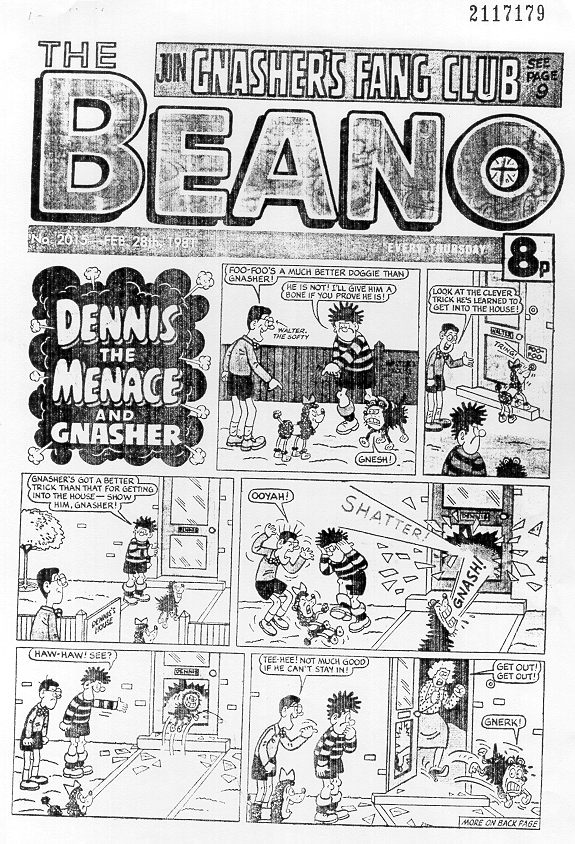 2117179
THE
JOIN GNASHER'S FANG CLUB
SEE
PAGE
9
BEANO
No. 2015—FEB. 28th, 1981
EVERY THURSDAY
8p
DENNIS
THE
MENACE
AND
GNASHER
FOO-FOO'S A MUCH BETTER DOGGIE THAN
GNASHER!
HE IS NOT! I'LL GIVE HIM A
BONE IF YOU PROVE HE IS!
WALTER,
THE SOFTY
GNESH!
LOOK AT THE CLEVER
TRICK HE'S LEARNED TO
GET INTO THE HOUSE!
WALTER
TRING!
FOO-
FOO
GNASHER'S GOT A BETTER
TRICK THAN THAT FOR GETTING
INTO THE HOUSE — SHOW
HIM, GNASHER!
DENNIS
DENNIS'S
HOUSE
OOYAH!
SHATTER!
DENNIS
GNASH!
HAW-HAW! SEE?
DENNIS
TEE-HEE! NOT MUCH GOOD
IF HE CAN'T STAY IN!
GET OUT!
GET OUT!
GNERK!
MORE ON BACK PAGE